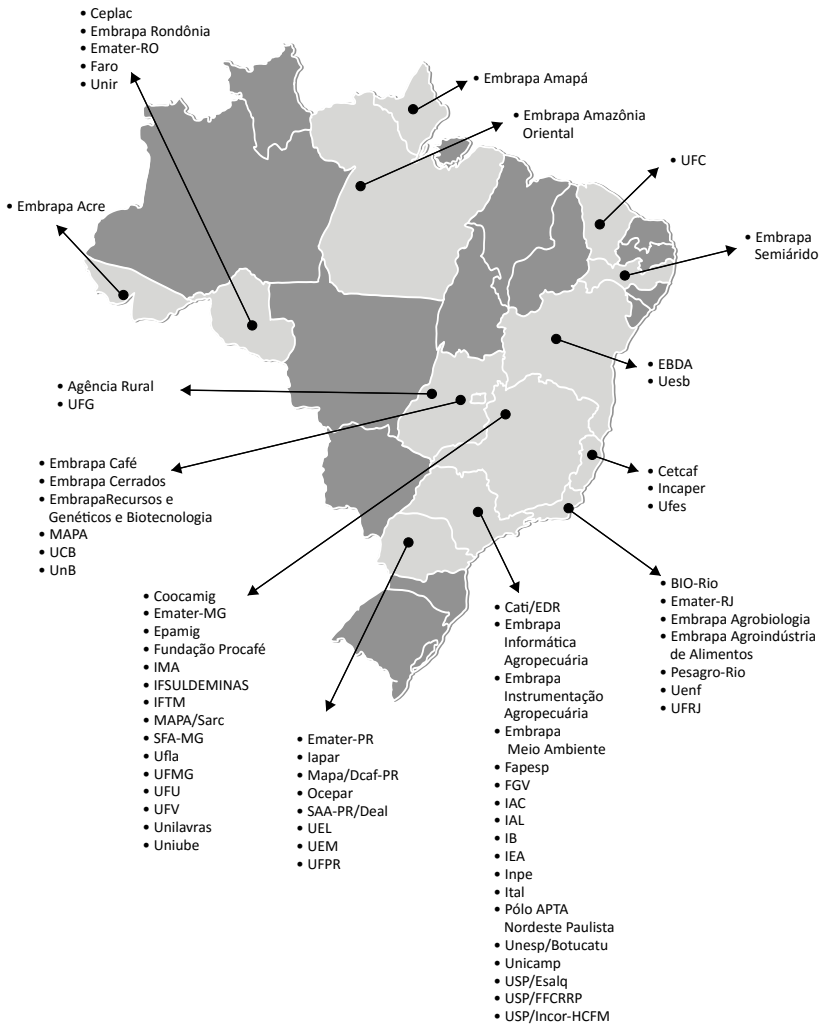 • Ceplac
• Embrapa Rondônia
• Emater-RO
• Faro
• Unir
• Embrapa Amapá
• Embrapa Amazônia
Oriental
• UFC
• Embrapa Acre
• Embrapa
Semiárido
• EBDA
• Uesb
• Agência Rural
• UFG
• Embrapa Café
• Embrapa Cerrados
• EmbrapaRecursos e
Genéticos e Biotecnologia
• MAPA
• UCB
• UnB
• Cetcaf
• Incaper
• Ufes
• Coocamig
• Emater-MG
• Epamig
• Fundação Procafé
• IMA
• IFSULDEMINAS
• IFTM
• MAPA/Sarc
• SFA-MG
• Ufla
• UFMG
• UFU
• UFV
• Unilavras
• Uniube
• Emater-PR
• Iapar
• Mapa/Dcaf-PR
• Ocepar
• SAA-PR/Deal
• UEL
• UEM
• UFPR
• Cati/EDR
• Embrapa
Informática
Agropecuária
• Embrapa
Instrumentação
Agropecuária
• Embrapa
Meio Ambiente
• Fapesp
• FGV
• IAC
• IAL
• IB
• IEA
• Inpe
• Ital
• Pólo APTA
Nordeste Paulista
• Unesp/Botucatu
• Unicamp
• USP/Esalq
• USP/FFCRRP
• USP/Incor-HCFM
• BIO-Rio
• Emater-RJ
• Embrapa Agrobiologia
• Embrapa Agroindústria
de Alimentos
• Pesagro-Rio
• Uenf
• UFRJ